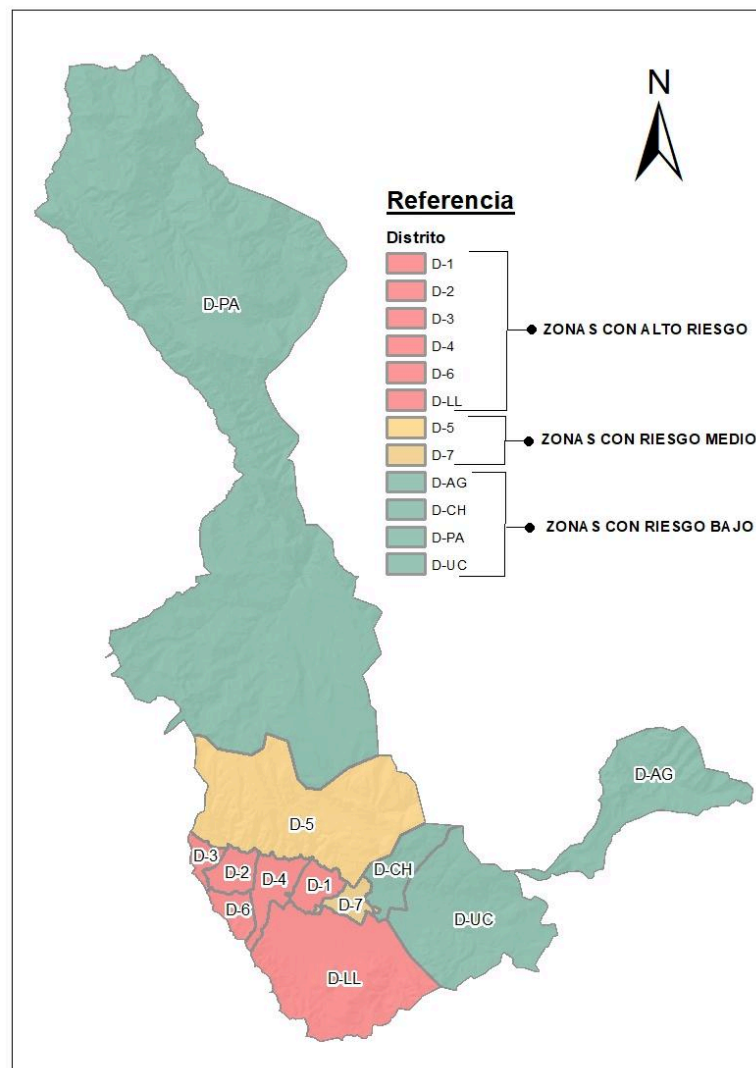 N
Referencia
Distrito
D-1
D-2
D-3
D-4
D-6
D-LL
ZONAS CON ALTO RIESGO
D-5
D-7
ZONAS CON RIESGO MEDIO
D-AG
D-CH
D-PA
D-UC
ZONAS CON RIESGO BAJO
D-PA
D-AG
D-5
D-3
D-2
D-4
D-1
D-CH
D-7
D-6
D-UC
D-LL